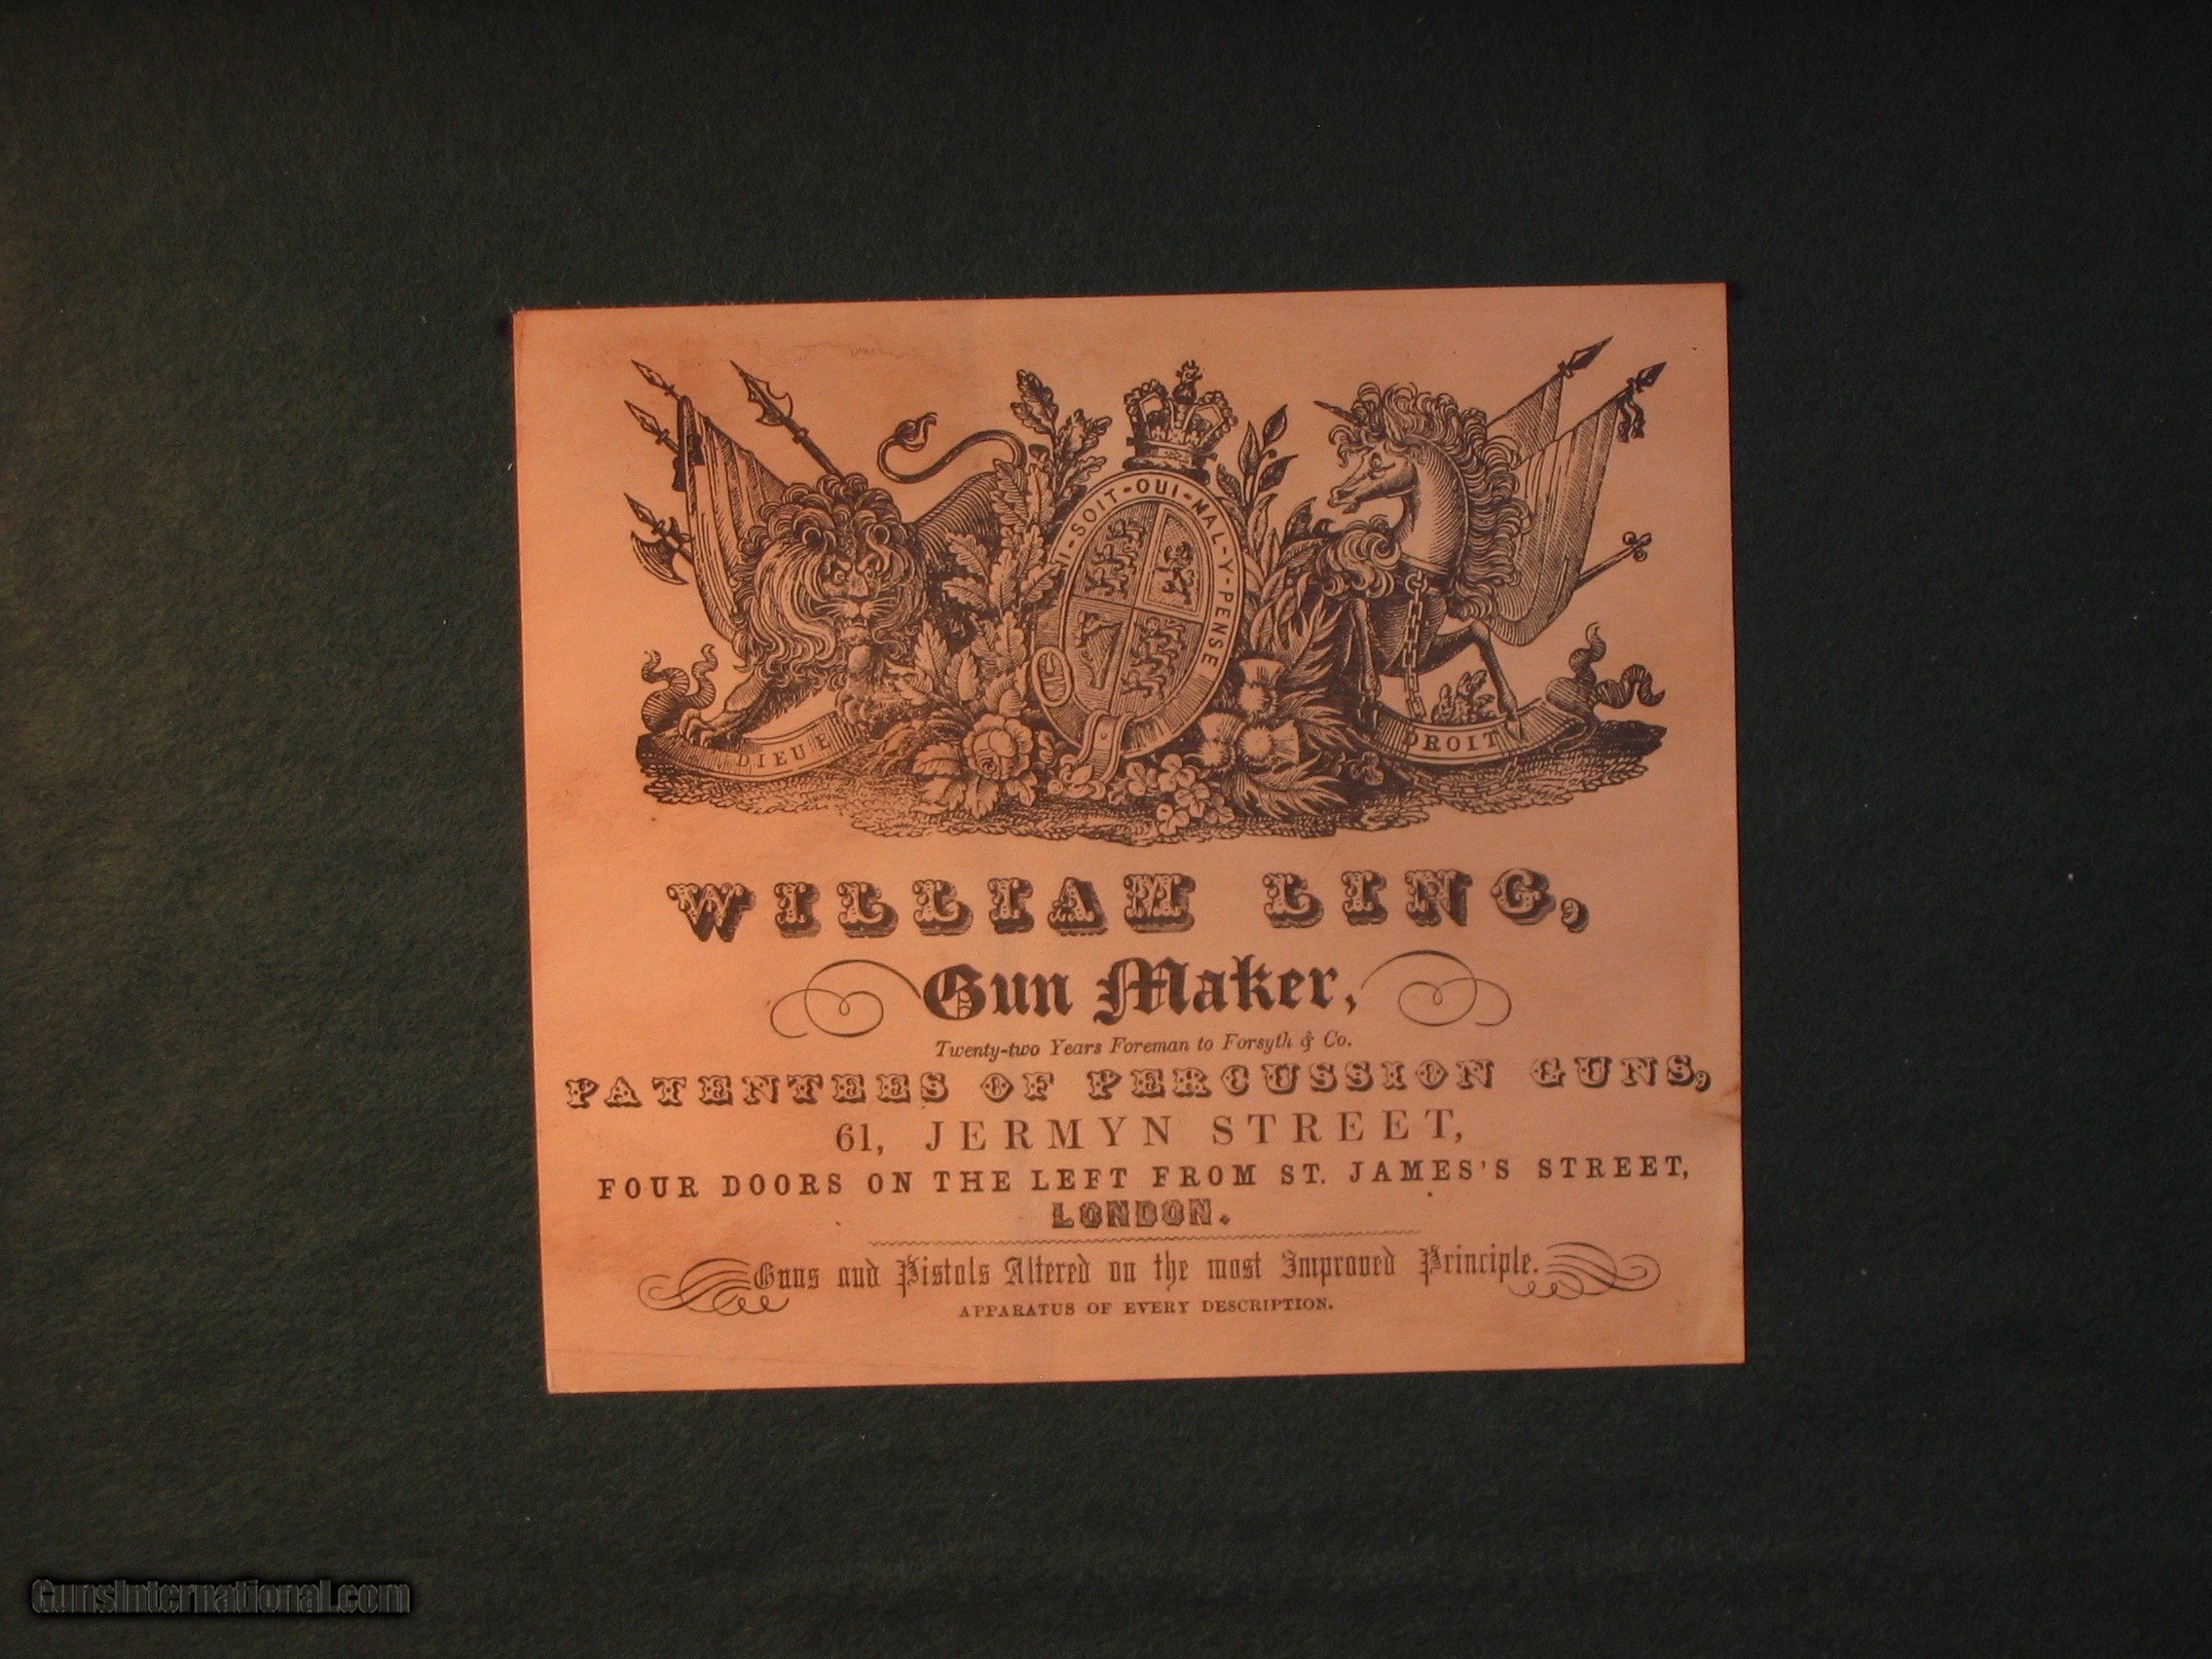 I-SOIT-QUI-MAL-Y-PENSE
DIEU E
DROIT
WILLIAM LING,
Gun Maker,
Twenty-two Years Foreman to Forsyth & Co.
PATENTEES OF PERCUSSION GUNS,
61, JERMYN STREET,
FOUR DOORS ON THE LEFT FROM ST. JAMES'S STREET,
LONDON.
Guns and Pistols Altered on the most Improved Principle.
APPARATUS OF EVERY DESCRIPTION.
GunsInternational.com